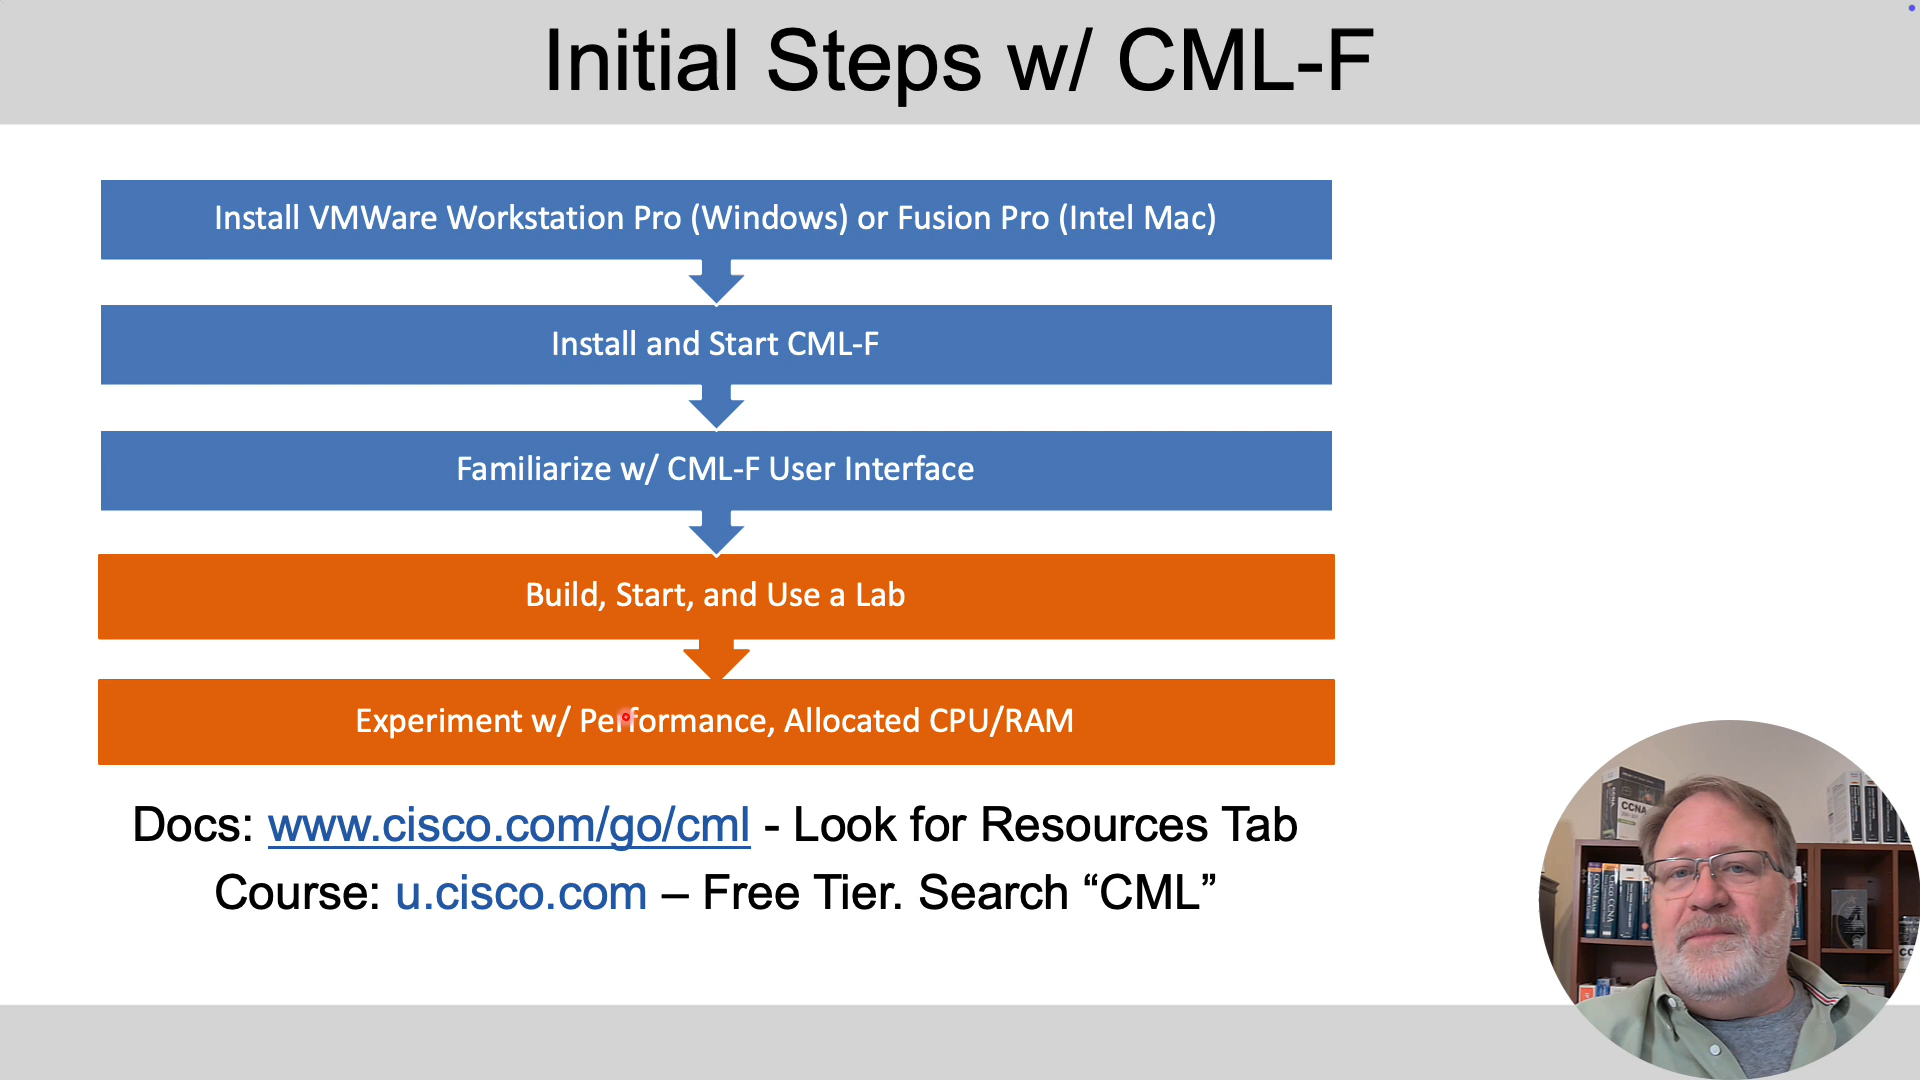 Initial Steps w/ CML-F
Install VMWare Workstation Pro (Windows) or Fusion Pro (Intel Mac)
Install and Start CML-F
Familiarize w/ CML-F User Interface
Build, Start, and Use a Lab
Experiment w/ Performance, Allocated CPU/RAM
Docs: www.cisco.com/go/cml - Look for Resources Tab
Course: u.cisco.com – Free Tier. Search “CML”
CCNA